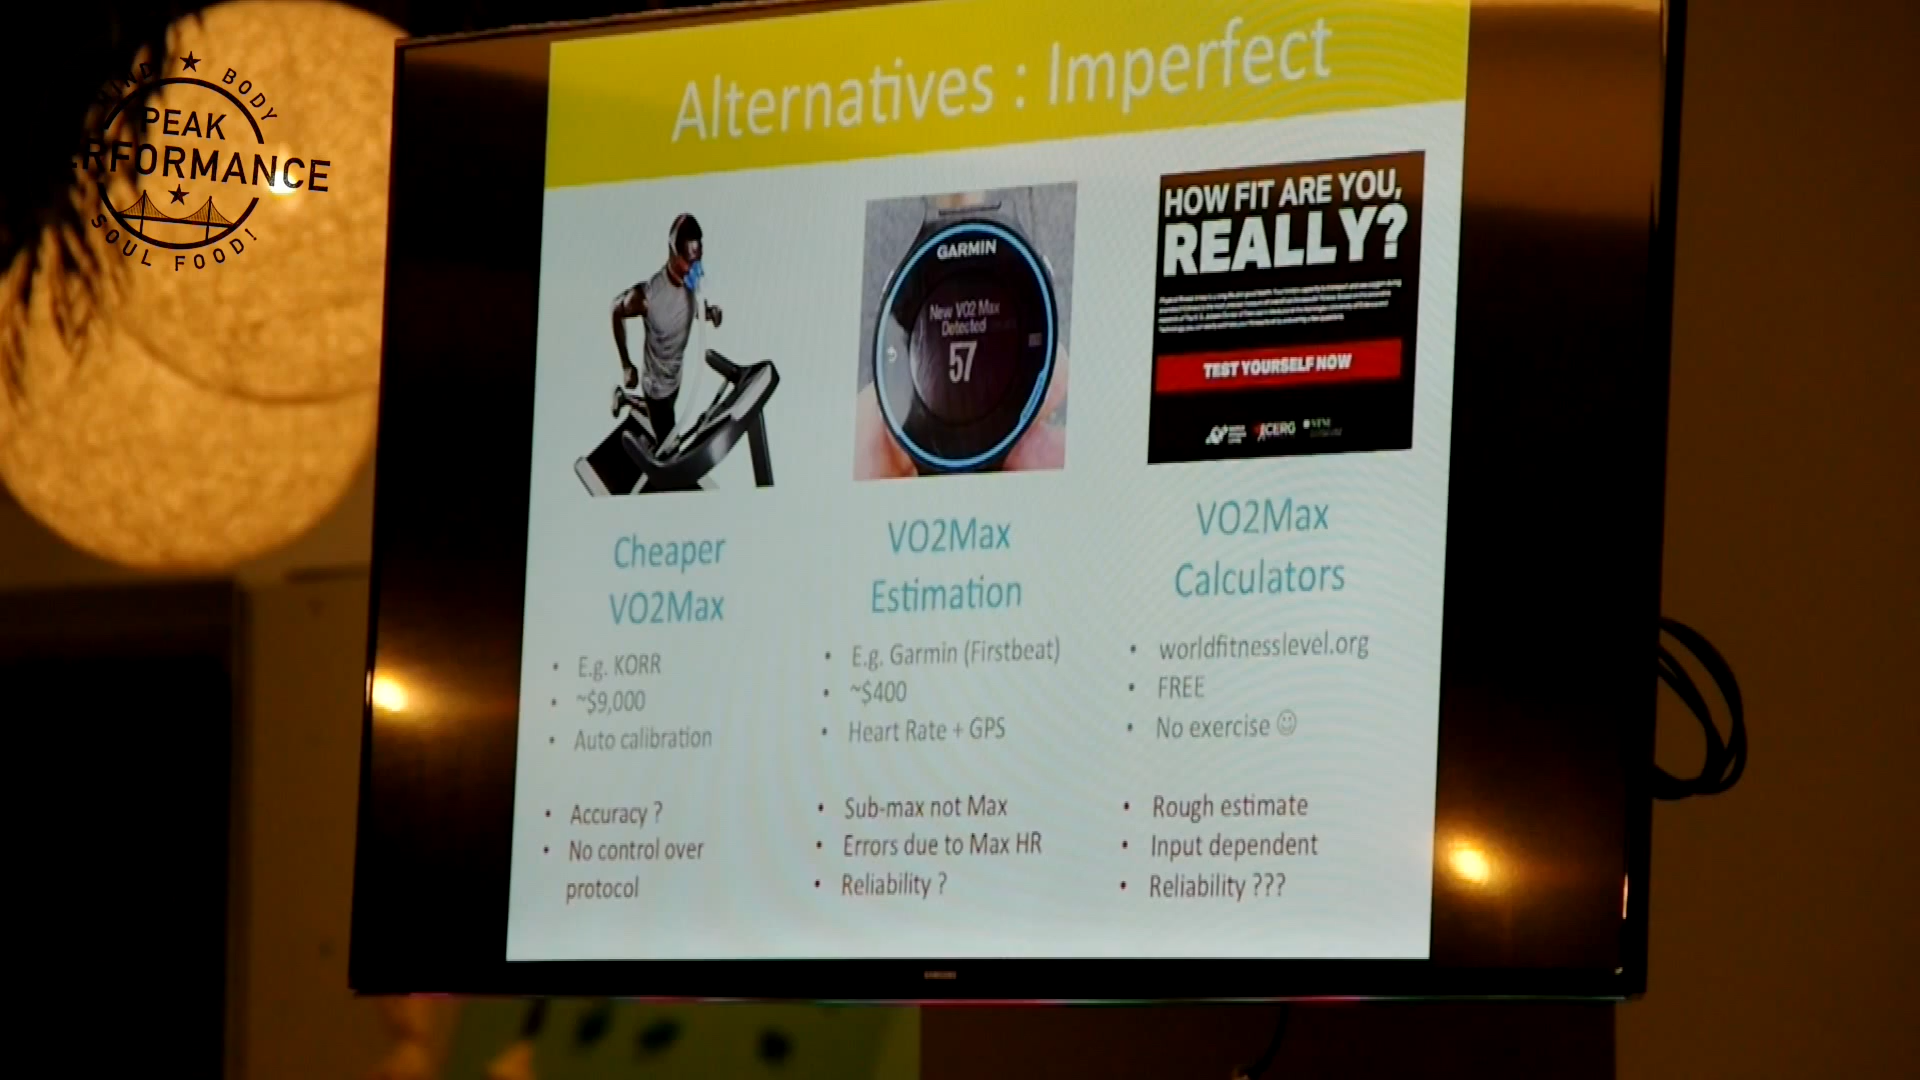 MIND ★ BODY
PEAK
PERFORMANCE
SOUL FOOD!
Alternatives : Imperfect
GARMIN
New VO2 Max
Detected
57
HOW FIT ARE YOU,
REALLY?
TEST YOURSELF NOW
CERG
Cheaper
VO2Max
• E.g. KORR
• ~$9,000
• Auto calibration
• Accuracy ?
• No control over
protocol
VO2Max
Estimation
• E.g. Garmin (Firstbeat)
• ~$400
• Heart Rate + GPS
• Sub-max not Max
• Errors due to Max HR
• Reliability ?
VO2Max
Calculators
• worldfitnesslevel.org
• FREE
• No exercise ☺
• Rough estimate
• Input dependent
• Reliability ???
SAMSUNG